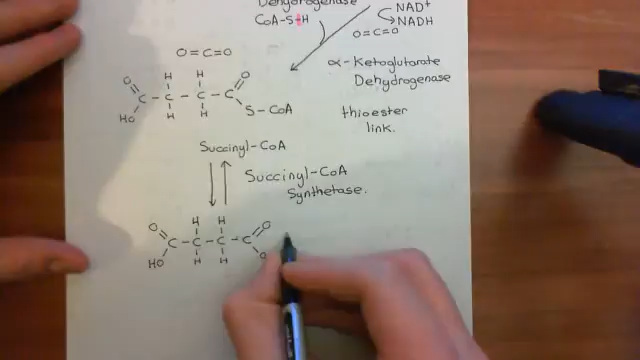 Dehydrogenase
CoA-S-H
NAD+
NADH
O=C=O
O=C=O
α-Ketoglutarate
Dehydrogenase
O H H O
C - C - C - C
HO H H S - CoA
thioester
link.
Succinyl-CoA
Succinyl-CoA
Synthetase.
O H H O
C - C - C - C
HO H H O